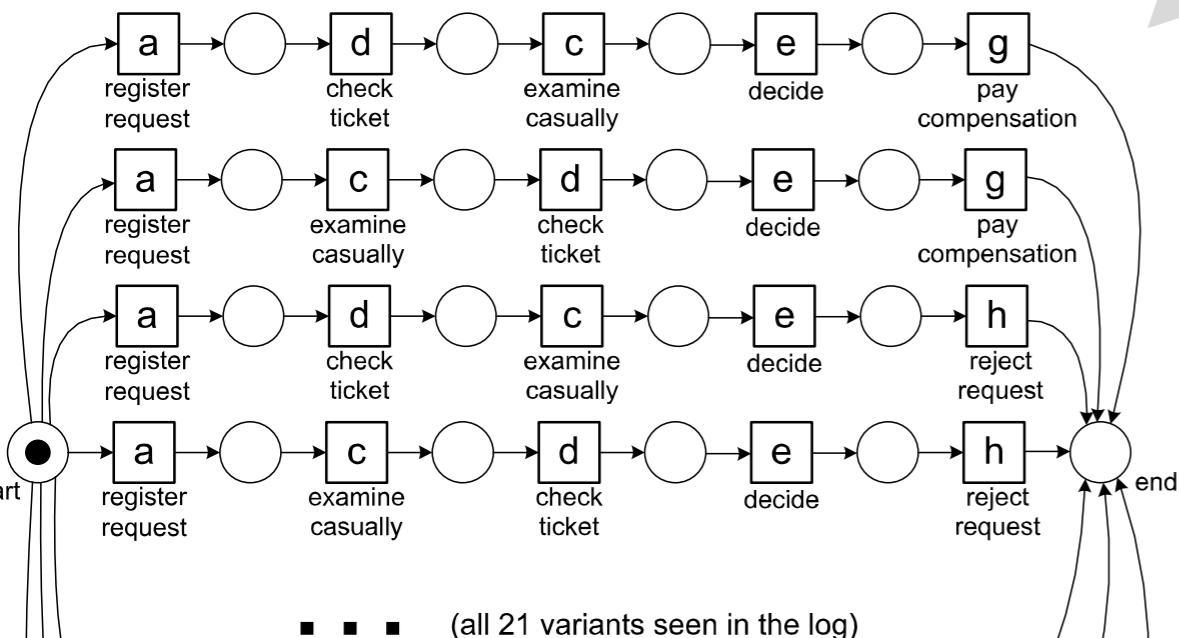 a d c e g
register check examine decide pay
request ticket casually compensation
a c d e g
register examine check decide pay
request casually ticket compensation
a d c e h
register check examine decide reject
request ticket casually request
a c d e h
art register examine check decide reject end
request casually ticket request
(all 21 variants seen in the log)